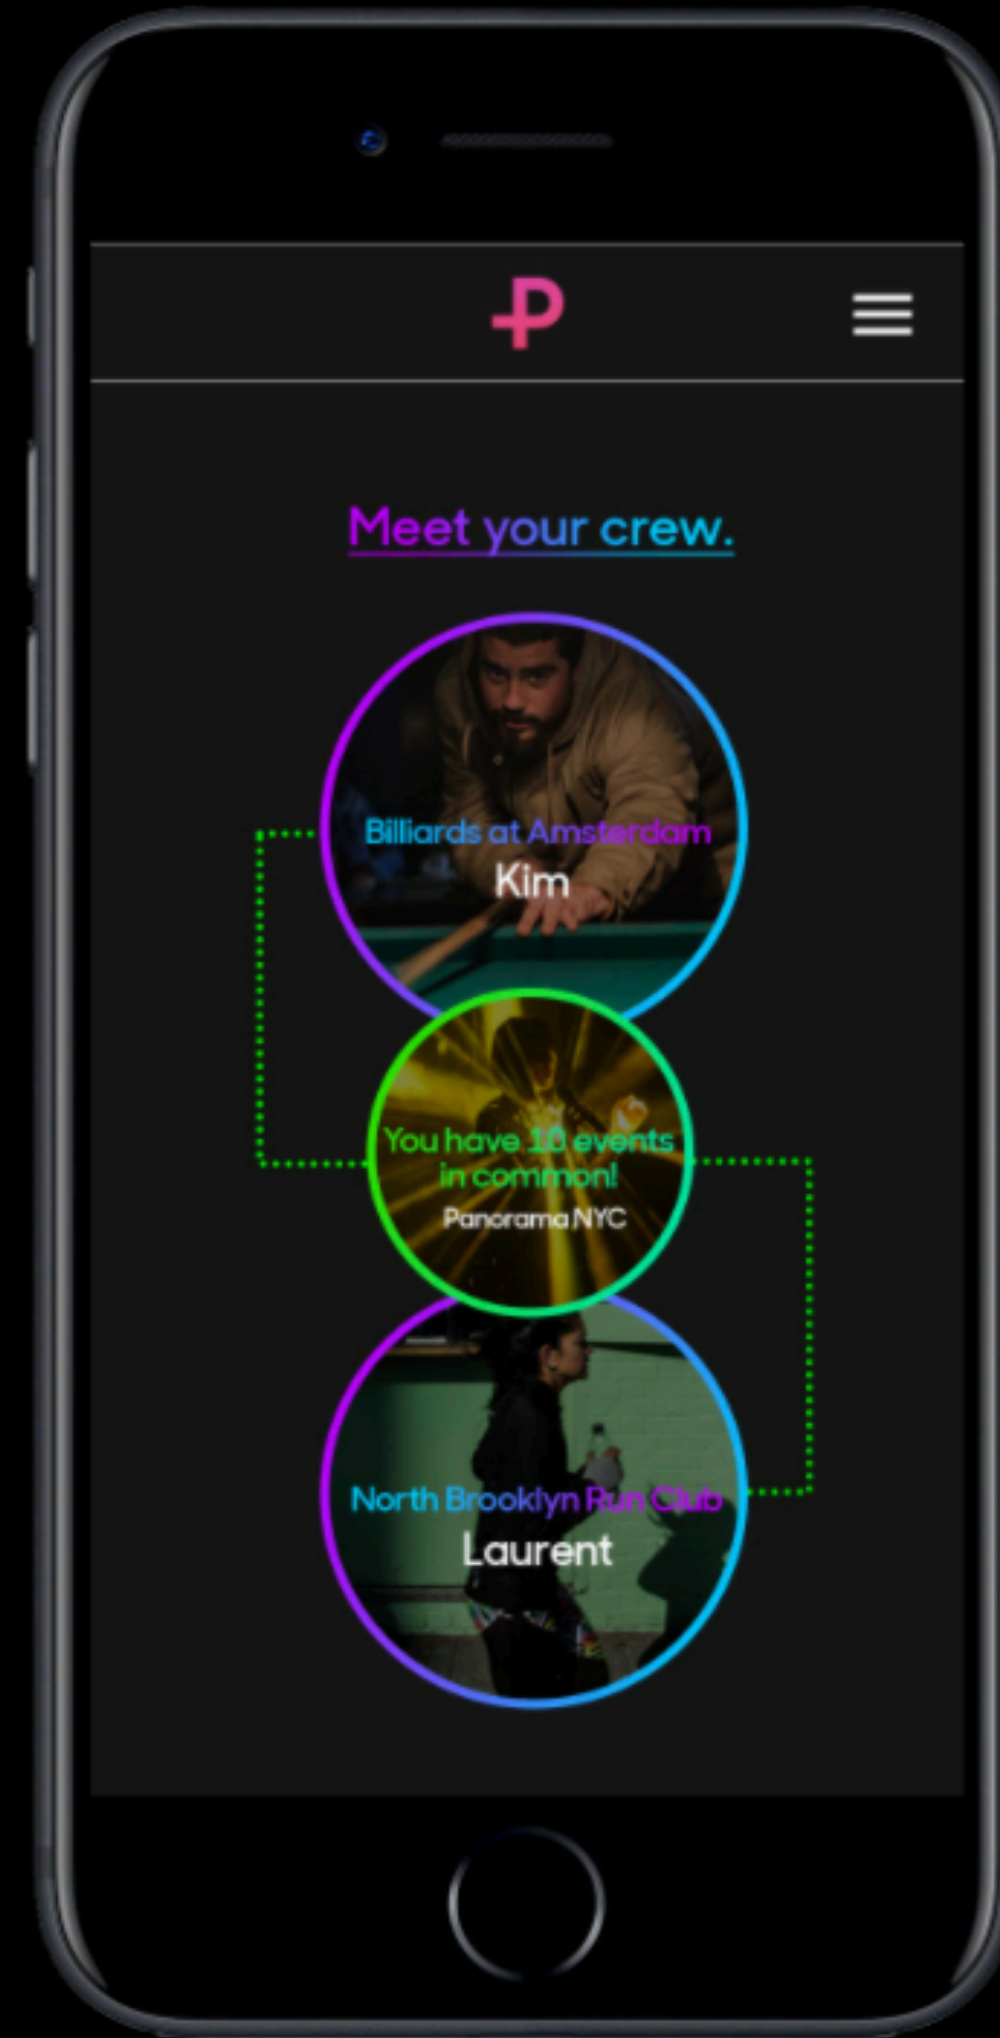 P
Meet your crew.
Billiards at Amsterdam
Kim
You have 10 events
in common!
Panorama NYC
North Brooklyn Run Club
Laurent